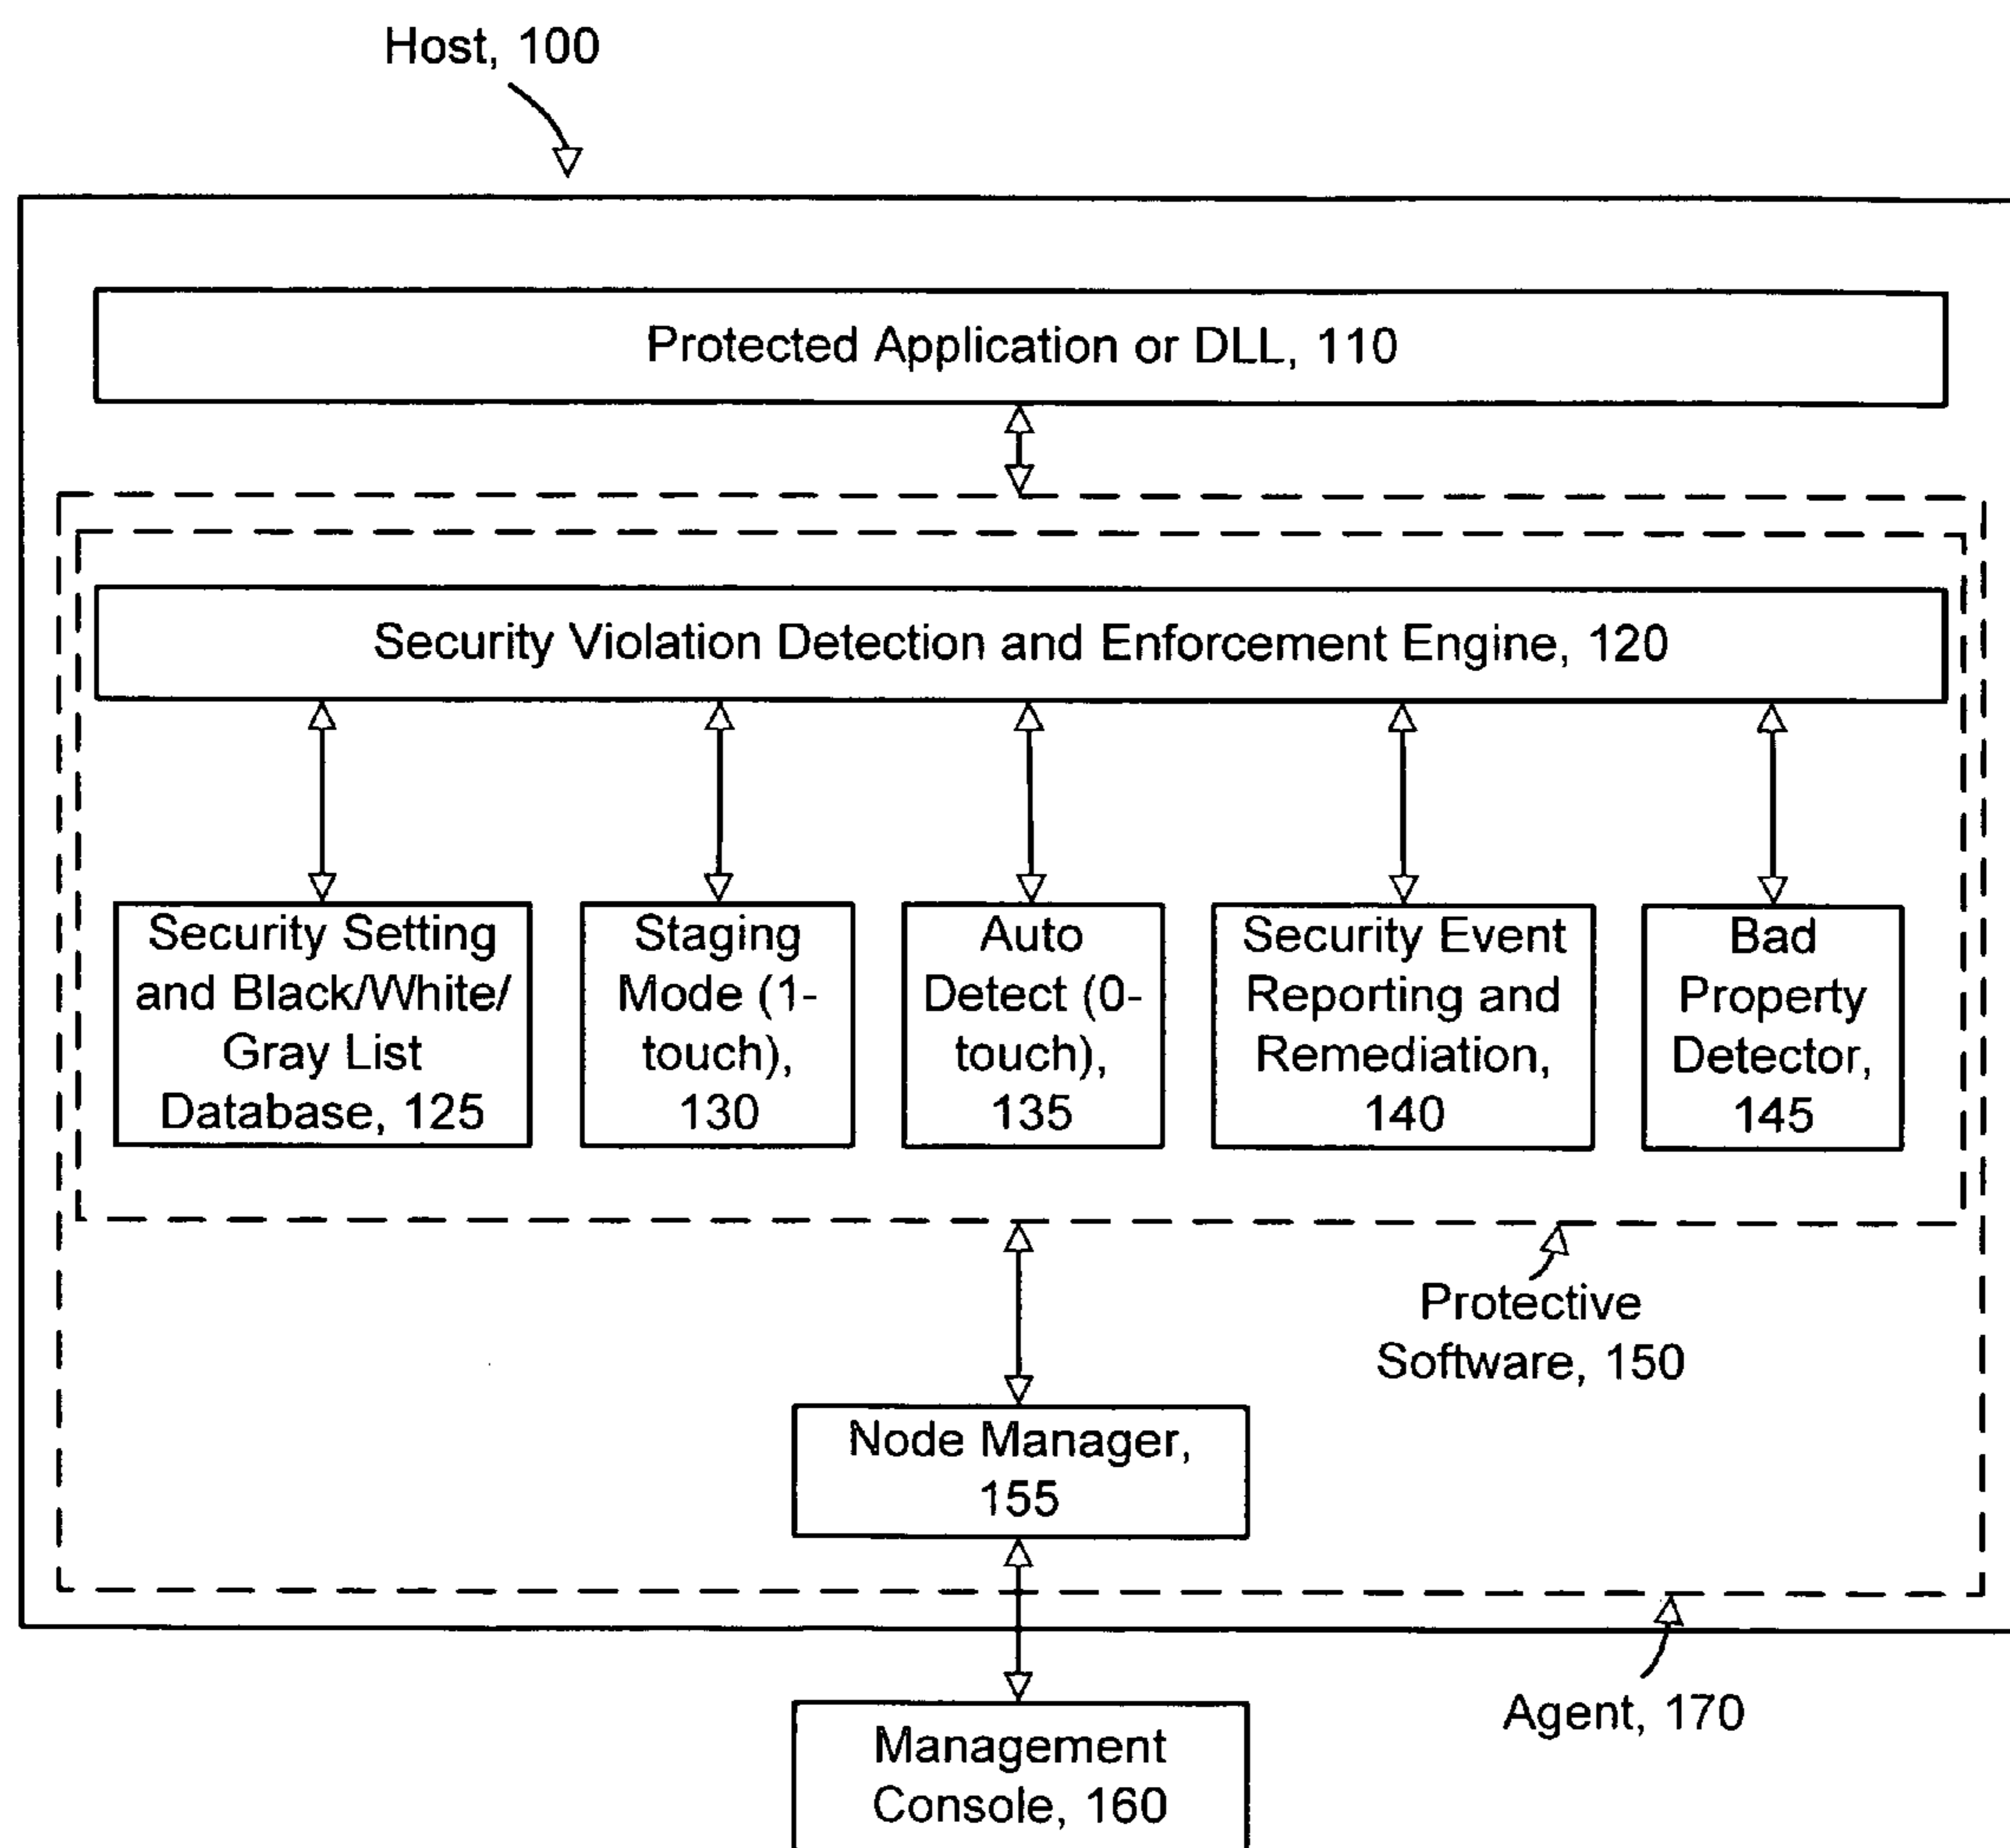 Host, 100
Protected Application or DLL, 110
Security Violation Detection and Enforcement Engine, 120
Security Setting
and Black/White/
Gray List
Database, 125
Staging
Mode (1-
touch),
130
Auto
Detect (0-
touch),
135
Security Event
Reporting and
Remediation,
140
Bad
Property
Detector,
145
Protective
Software, 150
Node Manager,
155
Agent, 170
Management
Console, 160